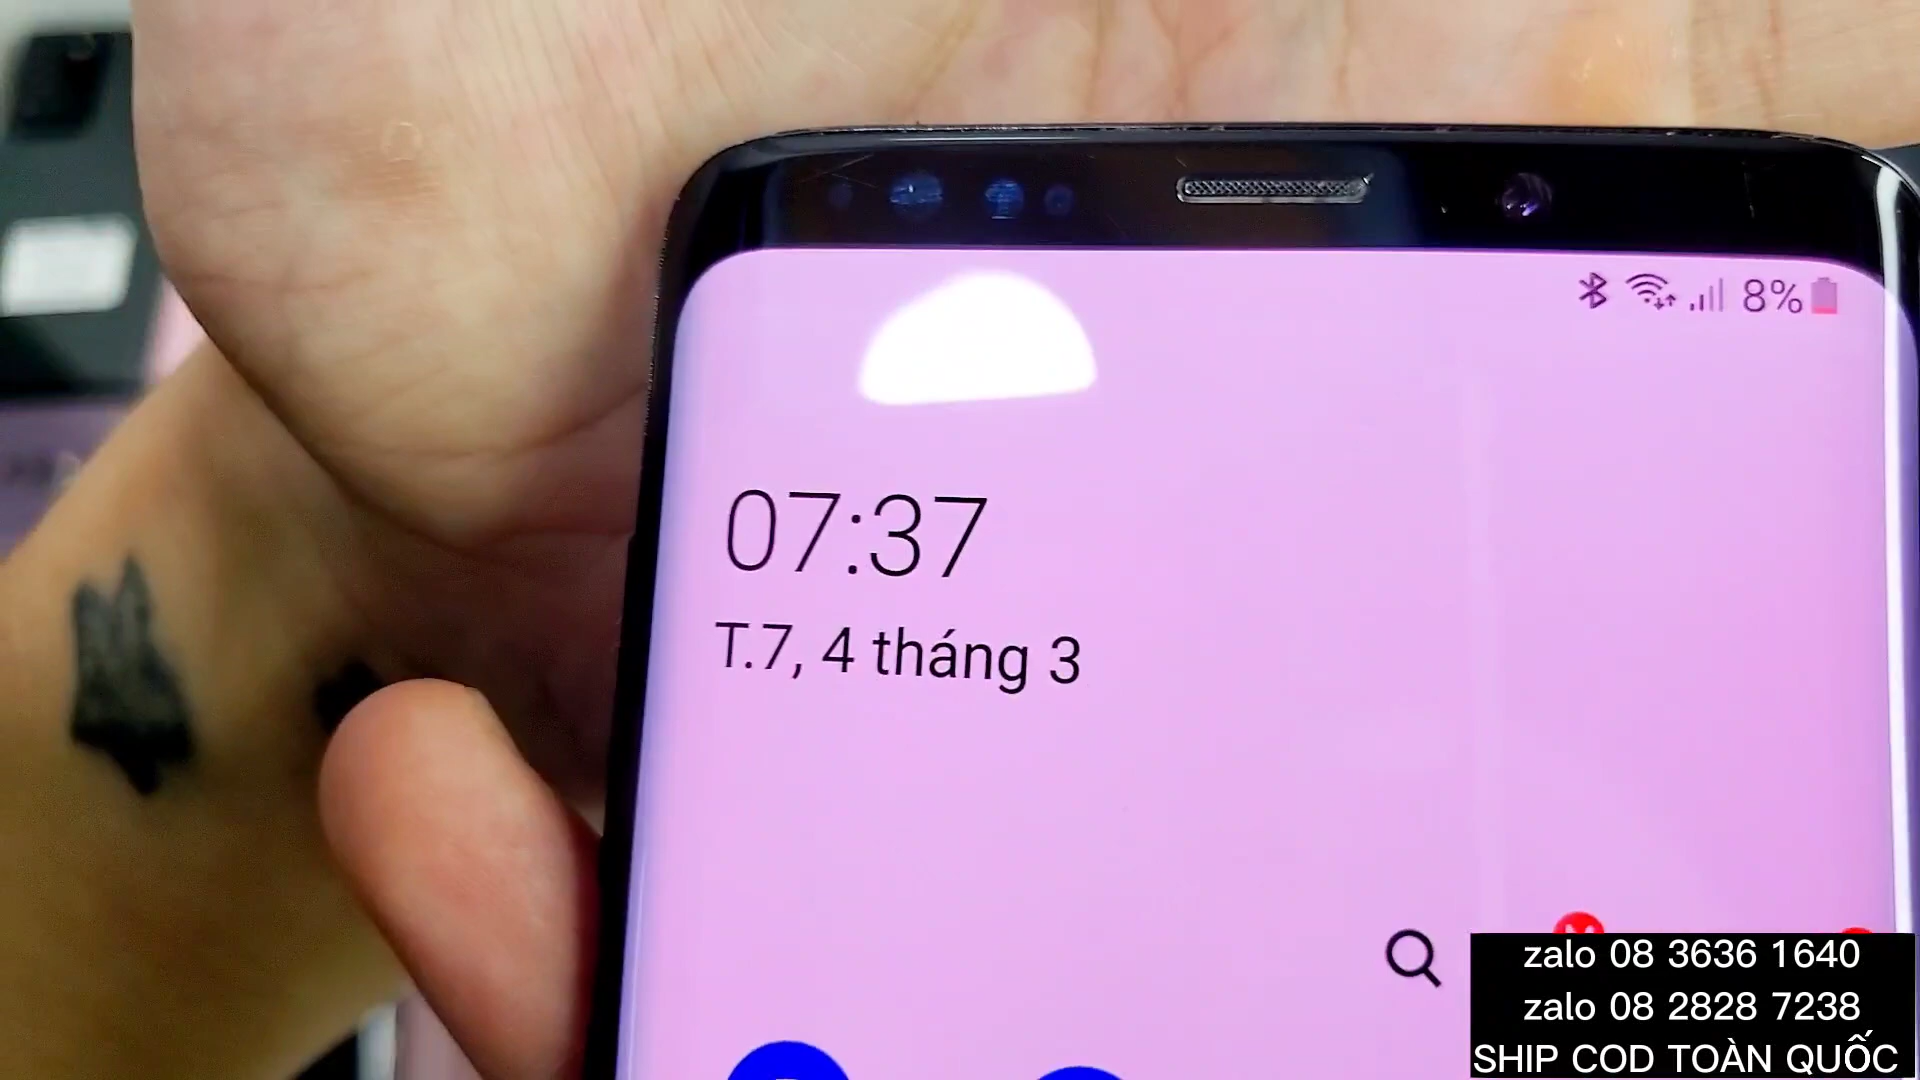 8%
07:37
T.7, 4 tháng 3
zalo 08 3636 1640
zalo 08 2828 7238
SHIP COD TOÀN QUỐC